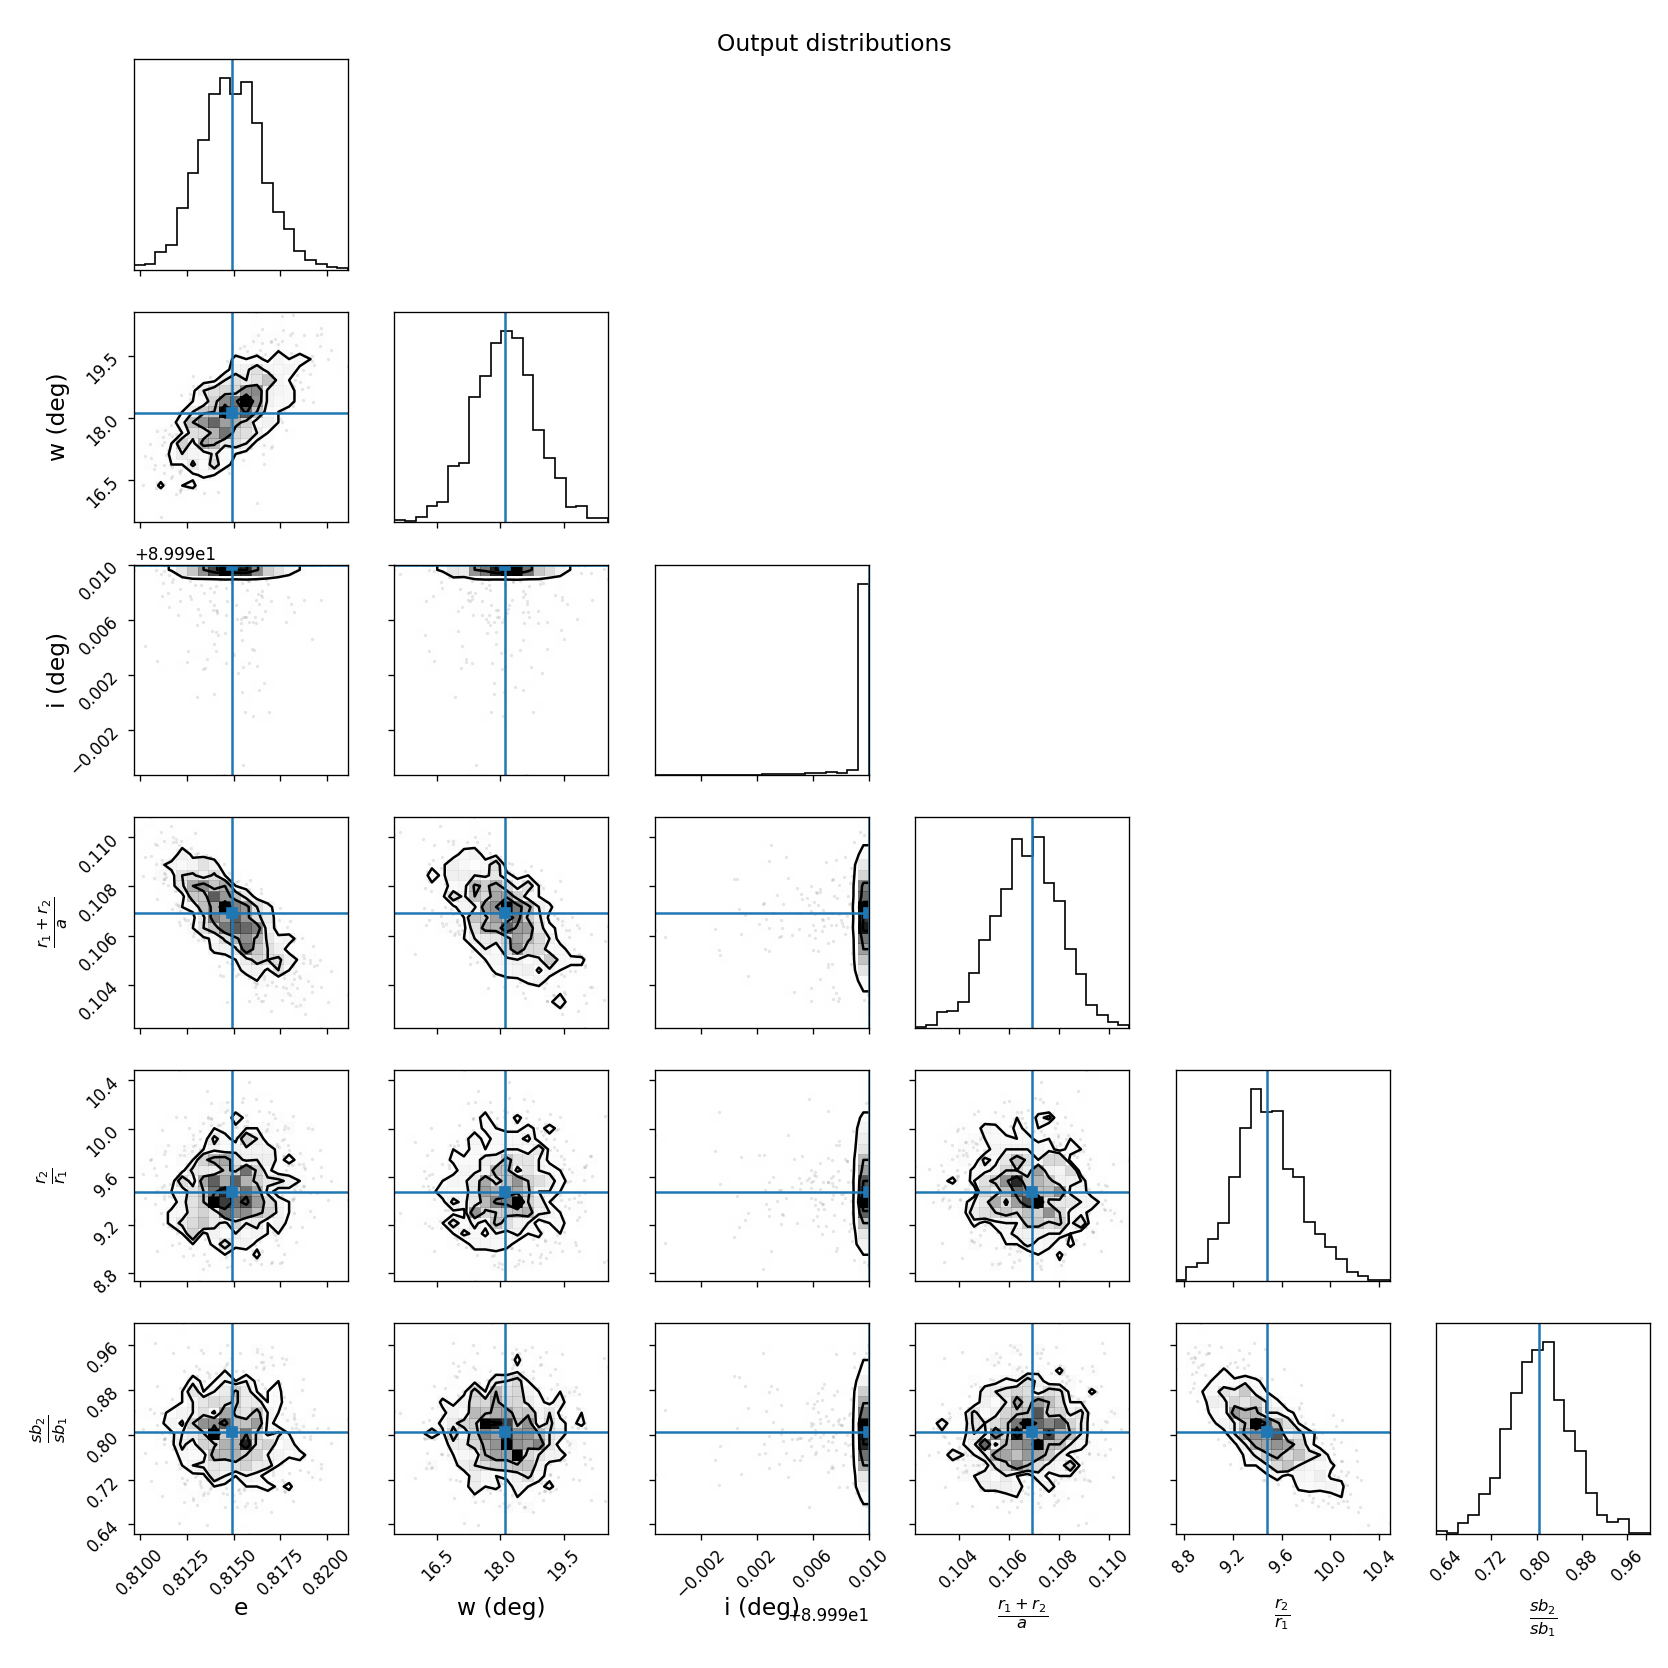 Output distributions
w (deg)
19.5
18.0
16.5
+8.999e1
i (deg)
0.010
0.006
0.002
−0.002
r1 + r2
a
0.110
0.108
0.106
0.104
r2
r1
10.4
10.0
9.6
9.2
8.8
sb2
sb1
0.96
0.88
0.80
0.72
0.64
0.8100 0.8125 0.8150 0.8175 0.8200 16.5 18.0 19.5 −0.002 0.002 0.006 0.010 0.104 0.106 0.108 0.110 8.8 9.2 9.6 10.0 10.4 0.64 0.72 0.80 0.88 0.96
e w (deg) i (deg) +8.999e1 r1 + r2 r2 sb2
a r1 sb1